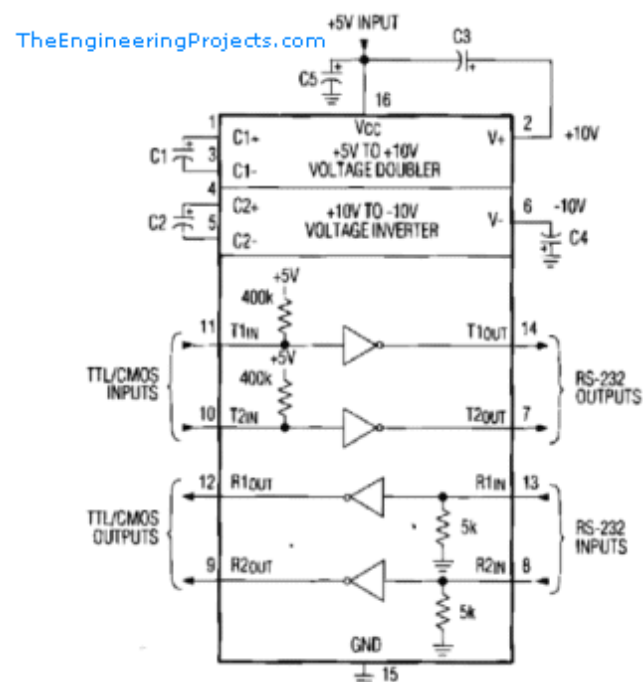 TheEngineeringProjects.com
+5V INPUT
C3
C5
16
1
VCC
2
C1+
V+
+10V
C1
3
+5V TO +10V
VOLTAGE DOUBLER
C1-
4
C2+
+10V TO -10V
VOLTAGE INVERTER
6
-10V
C2
5
C2-
V-
C4
+5V
400k
11
T1IN
T1OUT
14
+5V
TTL/CMOS
INPUTS
400k
RS-232
OUTPUTS
10
T2IN
T2OUT
7
12
R1OUT
R1IN
13
TTL/CMOS
OUTPUTS
5k
RS-232
INPUTS
9
R2OUT
R2IN
8
5k
GND
15